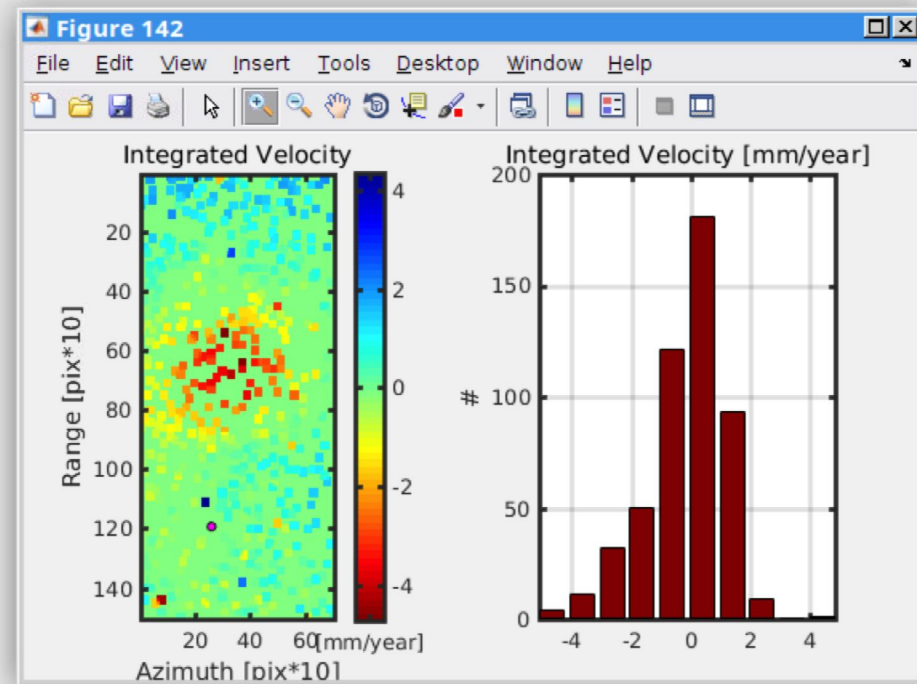 Figure 142
File Edit View Insert Tools Desktop Window Help
Integrated Velocity
20
40
60
80
100
120
140
Range [pix*10]
20 40 60
Azimuth [pix*10]
4
2
0
-2
-4
[mm/year]
Integrated Velocity [mm/year]
200
150
100
50
0
#
-4 -2 0 2 4